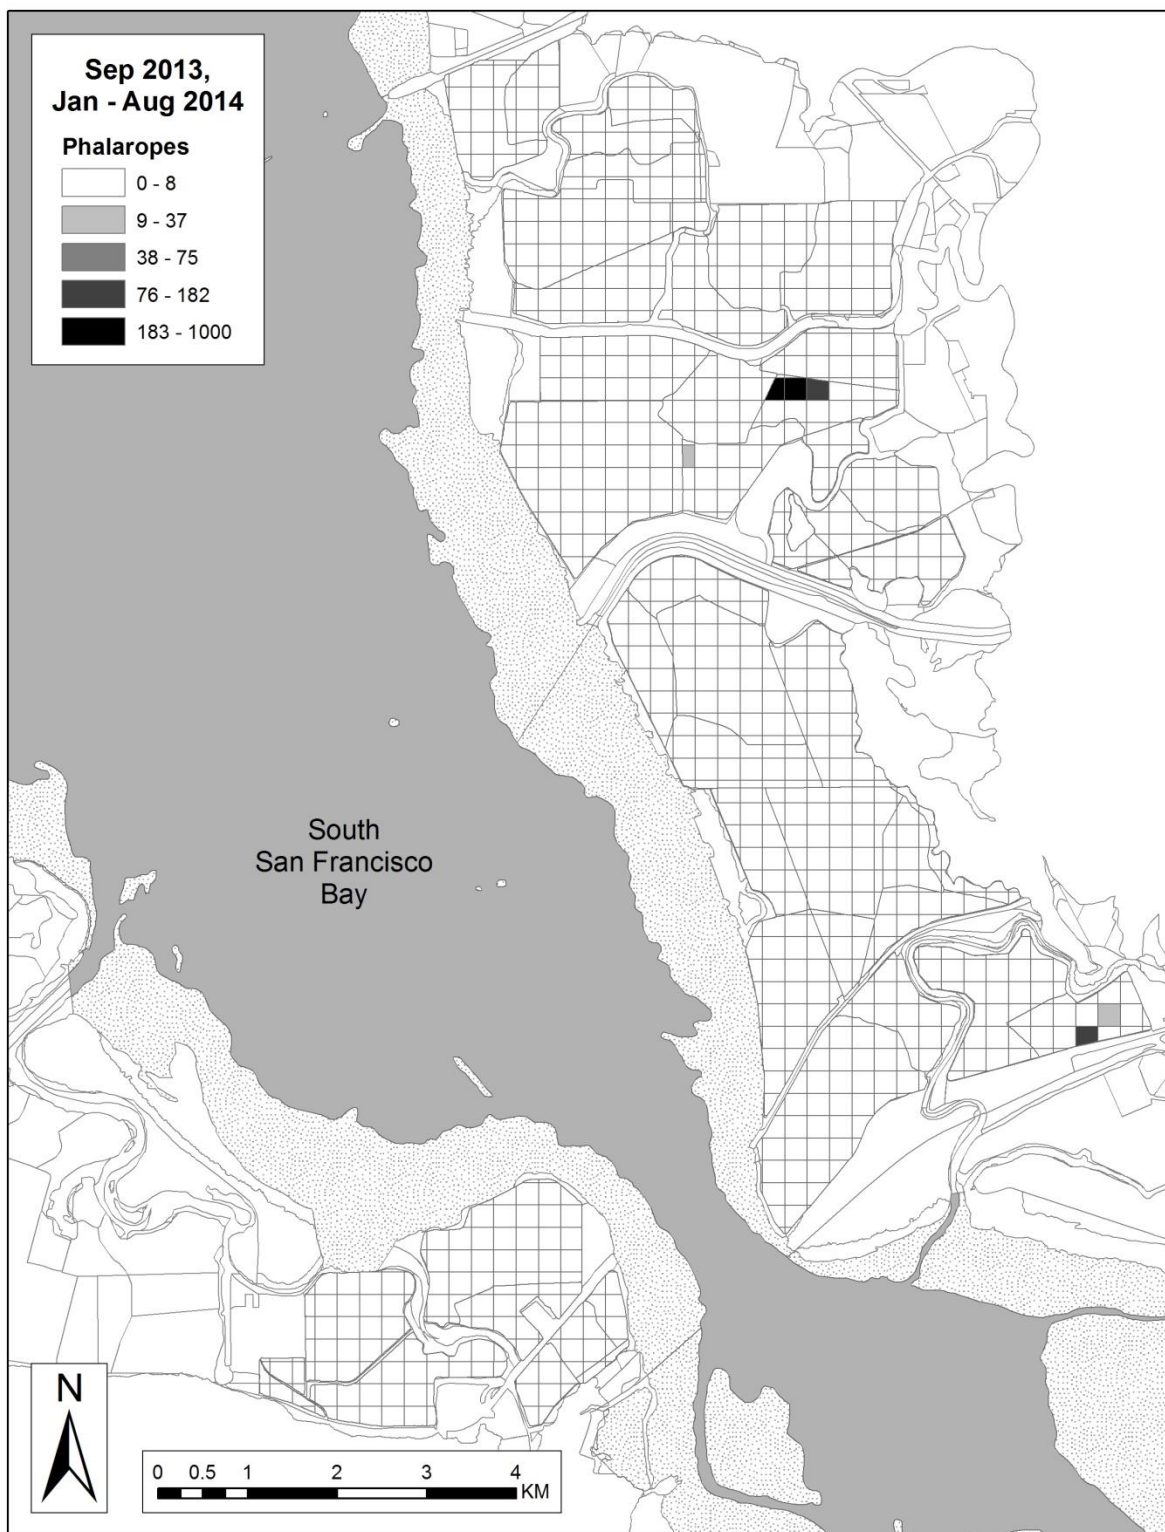 Sep 2013,
Jan - Aug 2014
Phalaropes
0 - 8
9 - 37
38 - 75
76 - 182
183 - 1000
South
San Francisco
Bay
N
0 0.5 1 2 3 4
KM